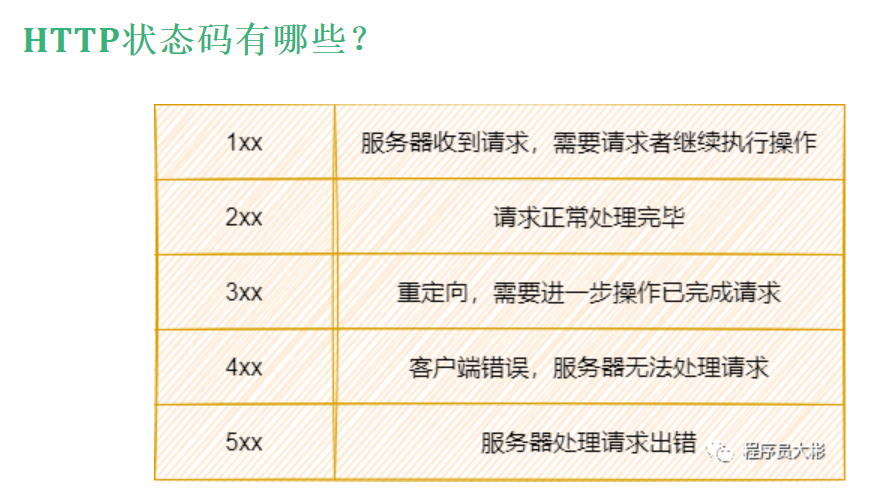 HTTP状态码有哪些？
1xx 服务器收到请求，需要请求者继续执行操作
2xx 请求正常处理完毕
3xx 重定向，需要进一步操作已完成请求
4xx 客户端错误，服务器无法处理请求
5xx 服务器处理请求出错
程序员大彬